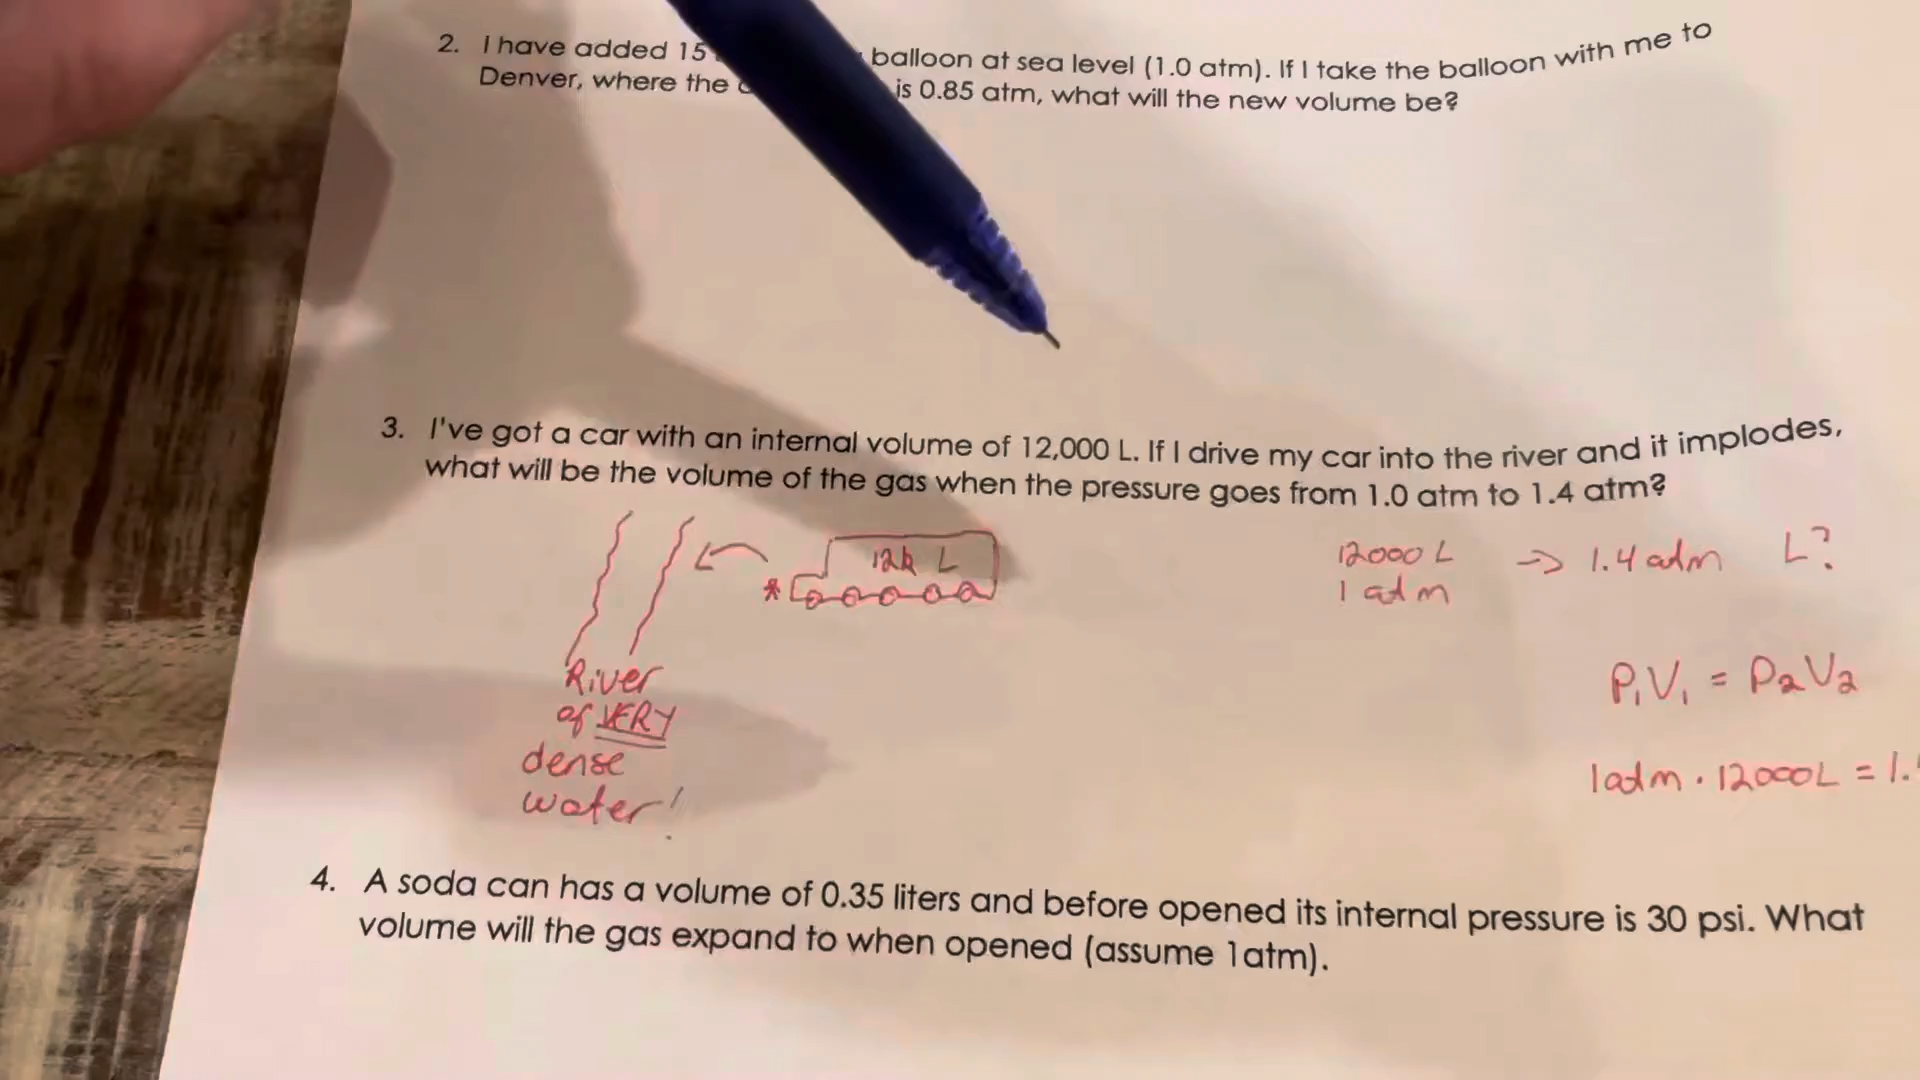 2. I have added 15 balloon at sea level (1.0 atm). If I take the balloon with me to
Denver, where the is 0.85 atm, what will the new volume be?
3. I've got a car with an internal volume of 12,000 L. If I drive my car into the river and it implodes,
what will be the volume of the gas when the pressure goes from 1.0 atm to 1.4 atm?
12k L
12000 L → 1.4 adm L?
1 adm
River
of VERY
dense
water!
P₁V₁ = P₂V₂
1adm · 12000L = 1.
4. A soda can has a volume of 0.35 liters and before opened its internal pressure is 30 psi. What
volume will the gas expand to when opened (assume 1atm).